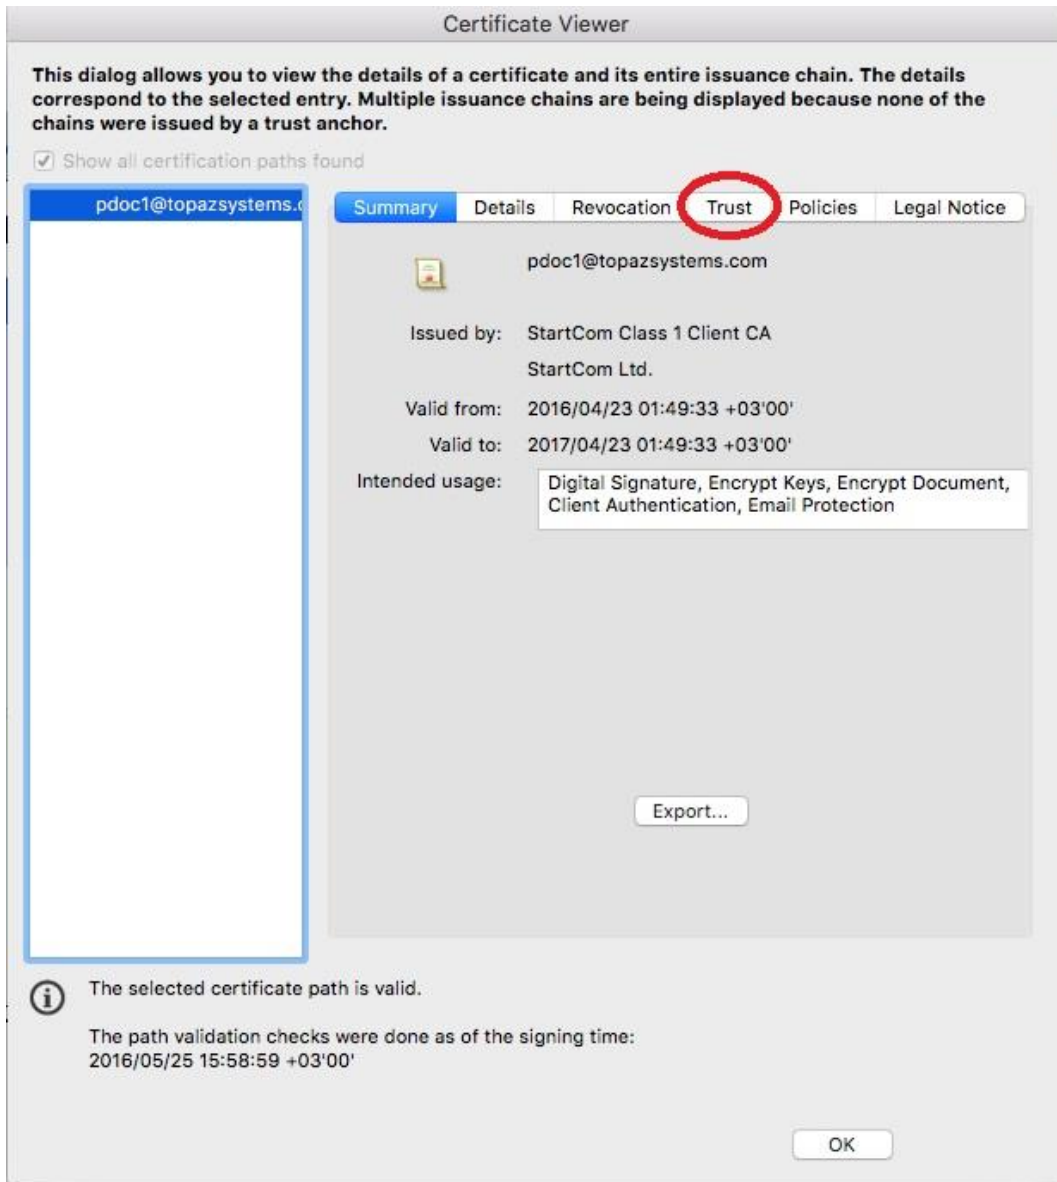 Certificate Viewer
This dialog allows you to view the details of a certificate and its entire issuance chain. The details
correspond to the selected entry. Multiple issuance chains are being displayed because none of the
chains were issued by a trust anchor.
Show all certification paths found
pdoc1@topazsystems.c
Summary Details Revocation Trust Policies Legal Notice
pdoc1@topazsystems.com
Issued by: StartCom Class 1 Client CA
StartCom Ltd.
Valid from: 2016/04/23 01:49:33 +03'00'
Valid to: 2017/04/23 01:49:33 +03'00'
Intended usage: Digital Signature, Encrypt Keys, Encrypt Document,
Client Authentication, Email Protection
Export...
The selected certificate path is valid.
The path validation checks were done as of the signing time:
2016/05/25 15:58:59 +03'00'
OK